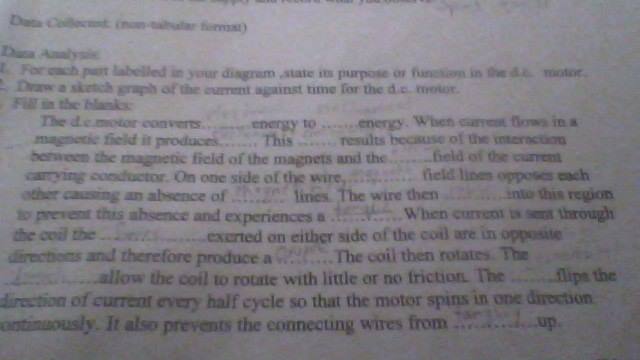 supply and record what you observe.
Data Collected: (non-tabular format)
Data Analysis:
1. For each part labelled in your diagram ,state its purpose or function in the d.c. motor.
2. Draw a sketch graph of the current against time for the d.c. motor.
Fill in the blanks:
The d.c.motor converts……… energy to ……energy. When current flows in a
magnetic field it produces……. This ……. results because of the interaction
between the magnetic field of the magnets and the ……..field of the current
carrying conductor. On one side of the wire, field lines opposes each
other causing an absence of ……… lines. The wire then ………into this region
to prevent this absence and experiences a ……….. When current is sent through
the coil the ………………exerted on either side of the coil are in opposite
directions and therefore produce a ……….The coil then rotates. The
………………allow the coil to rotate with little or no friction. The ………flips the
direction of current every half cycle so that the motor spins in one direction
continuously. It also prevents the connecting wires from ……………up.